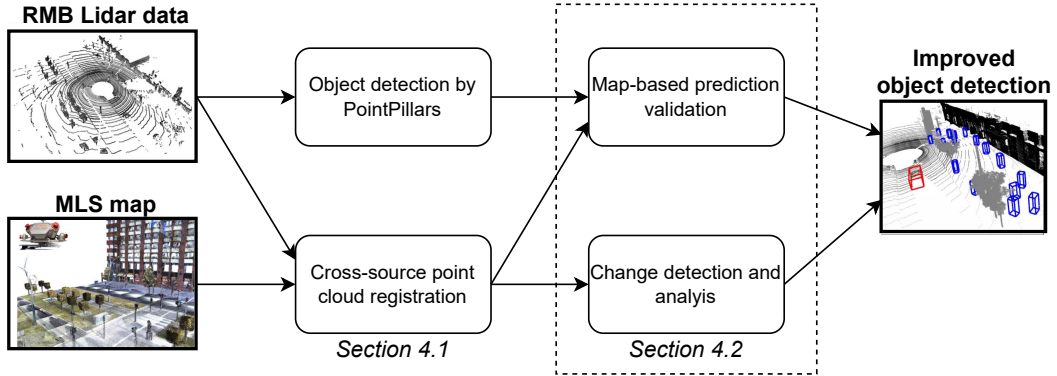 RMB Lidar data
Object detection by
PointPillars
Map-based prediction
validation
Improved
object detection
MLS map
Cross-source point
cloud registration
Change detection and
analyis
Section 4.1
Section 4.2